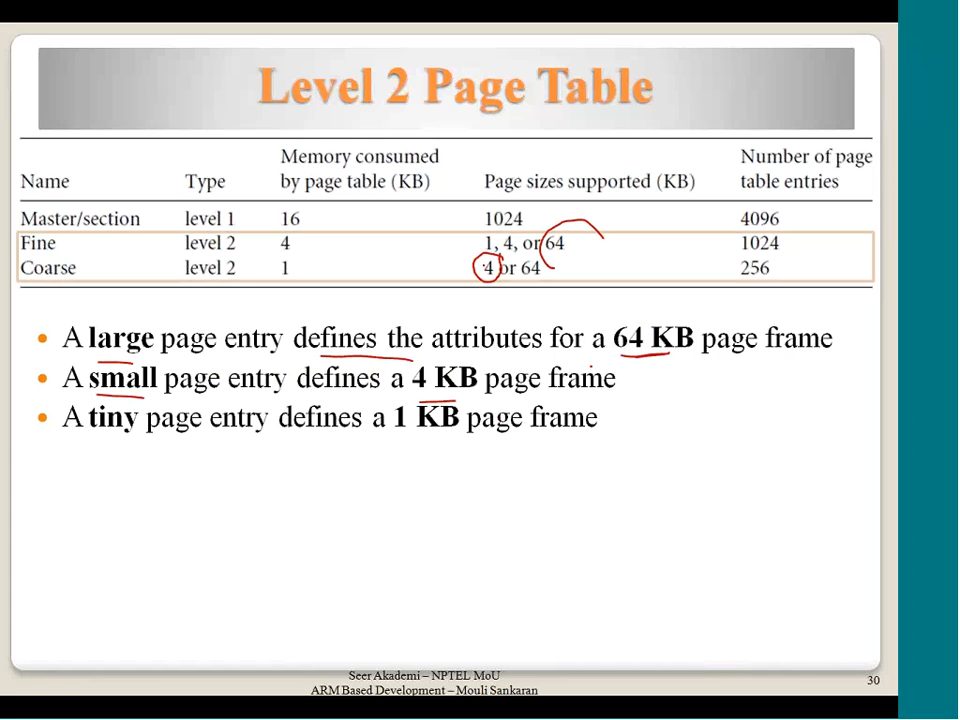 Level 2 Page Table
Name Type Memory consumed by page table (KB) Page sizes supported (KB) Number of page table entries
Master/section level 1 16 1024 4096
Fine level 2 4 1, 4, or 64 1024
Coarse level 2 1 4 or 64 256
• A large page entry defines the attributes for a 64 KB page frame
• A small page entry defines a 4 KB page frame
• A tiny page entry defines a 1 KB page frame
Seer Akademi – NPTEL MoU
ARM Based Development – Mouli Sankaran
30